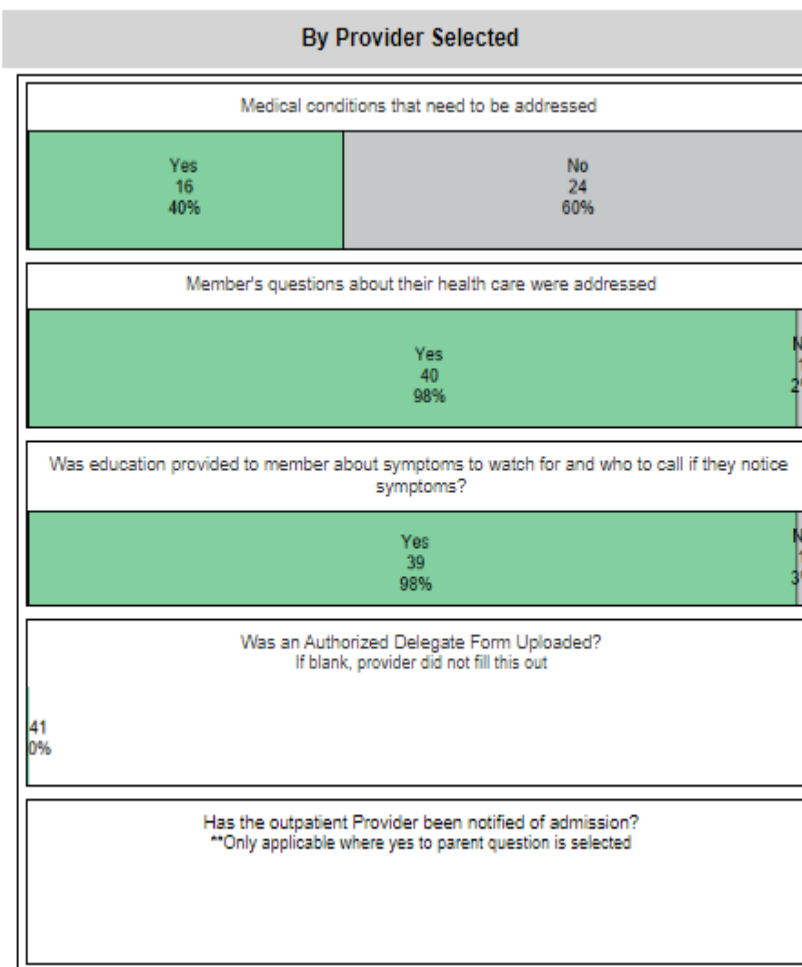 By Provider Selected
Medical conditions that need to be addressed
Yes
16
40%
No
24
60%
Member's questions about their health care were addressed
Yes
40
98%
Was education provided to member about symptoms to watch for and who to call if they notice
symptoms?
Yes
39
98%
Was an Authorized Delegate Form Uploaded?
If blank, provider did not fill this out
41
0%
Has the outpatient Provider been notified of admission?
**Only applicable where yes to parent question is selected